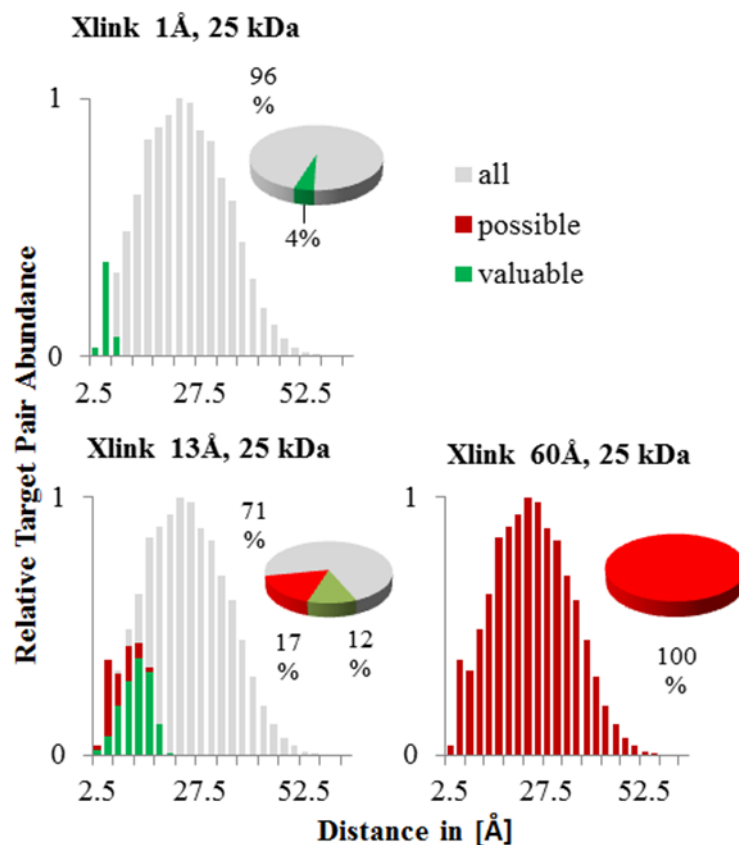 Xlink 1Å, 25 kDa
96
%
4%
1
0
2.5 27.5 52.5
all
possible
valuable
Relative Target Pair Abundance
Xlink 13Å, 25 kDa
71
%
17
%
12
%
1
0
2.5 27.5 52.5
Xlink 60Å, 25 kDa
100
%
1
0
2.5 27.5 52.5
Distance in [Å]